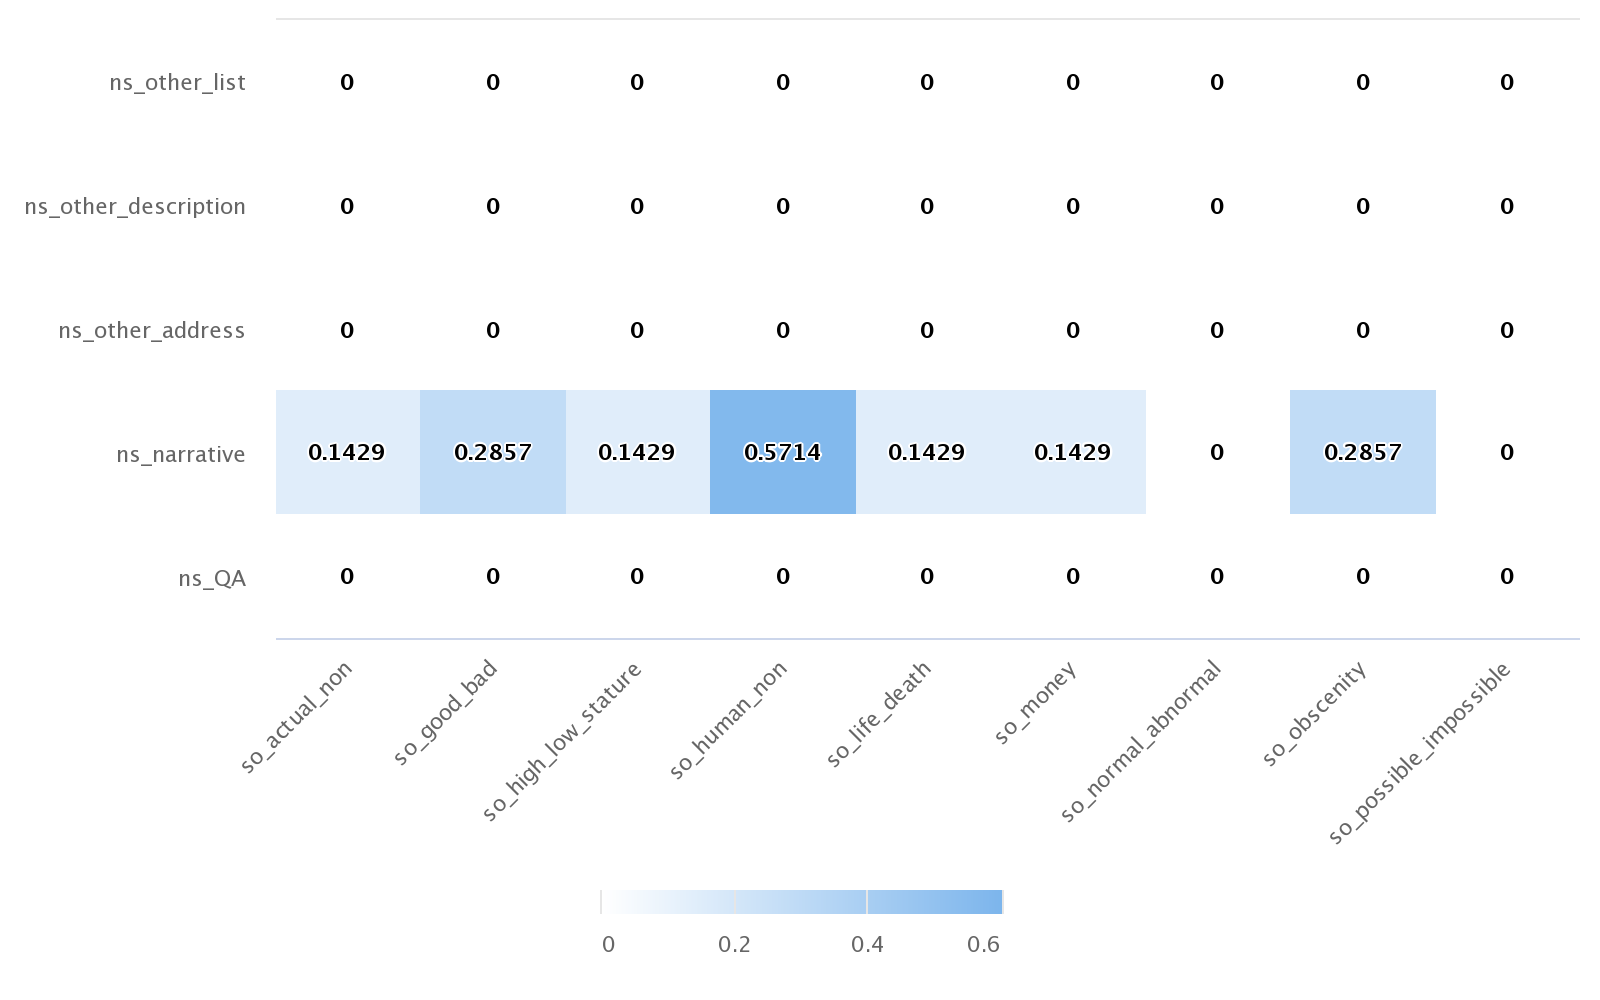 ns_other_list 0 0 0 0 0 0 0 0 0
ns_other_description 0 0 0 0 0 0 0 0 0
ns_other_address 0 0 0 0 0 0 0 0 0
ns_narrative 0.1429 0.2857 0.1429 0.5714 0.1429 0.1429 0 0.2857 0
ns_QA 0 0 0 0 0 0 0 0 0
so_actual_non
so_good_bad
so_high_low_stature
so_human_non
so_life_death
so_money
so_normal_abnormal
so_obscenity
so_possible_impossible
0 0.2 0.4 0.6